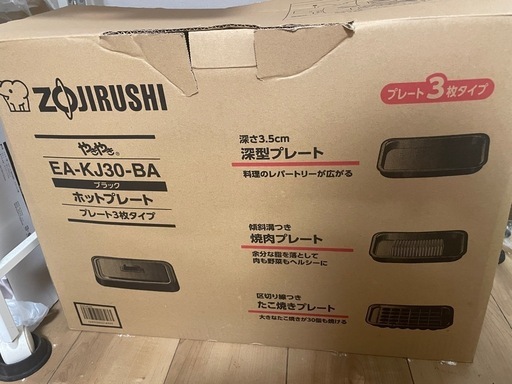 ZOJIRUSHI
やきやき®
EA-KJ30-BA
ブラック
ホットプレート
プレート3枚タイプ
プレート3枚タイプ
深さ3.5cm
深型プレート
料理のレパートリーが広がる
傾斜溝つき
焼肉プレート
余分な脂を落として
肉も野菜もヘルシーに
区切り線つき
たこ焼きプレート
大きなたこ焼きが30個も焼ける